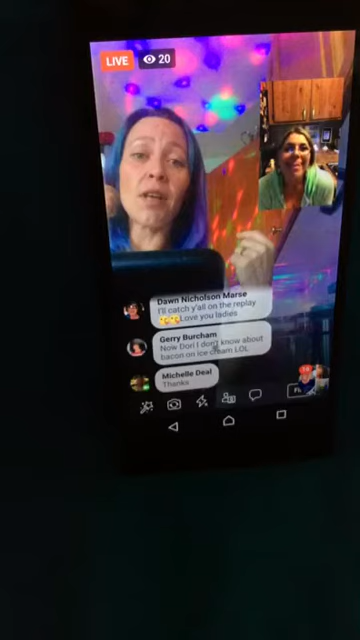 LIVE 20
Dawn Nicholson Marse
I'll catch y'all on the replay
Love you ladies
Gerry Burcham
Now Dori I don't know about
bacon on ice cream LOL
Michelle Deal
Thanks